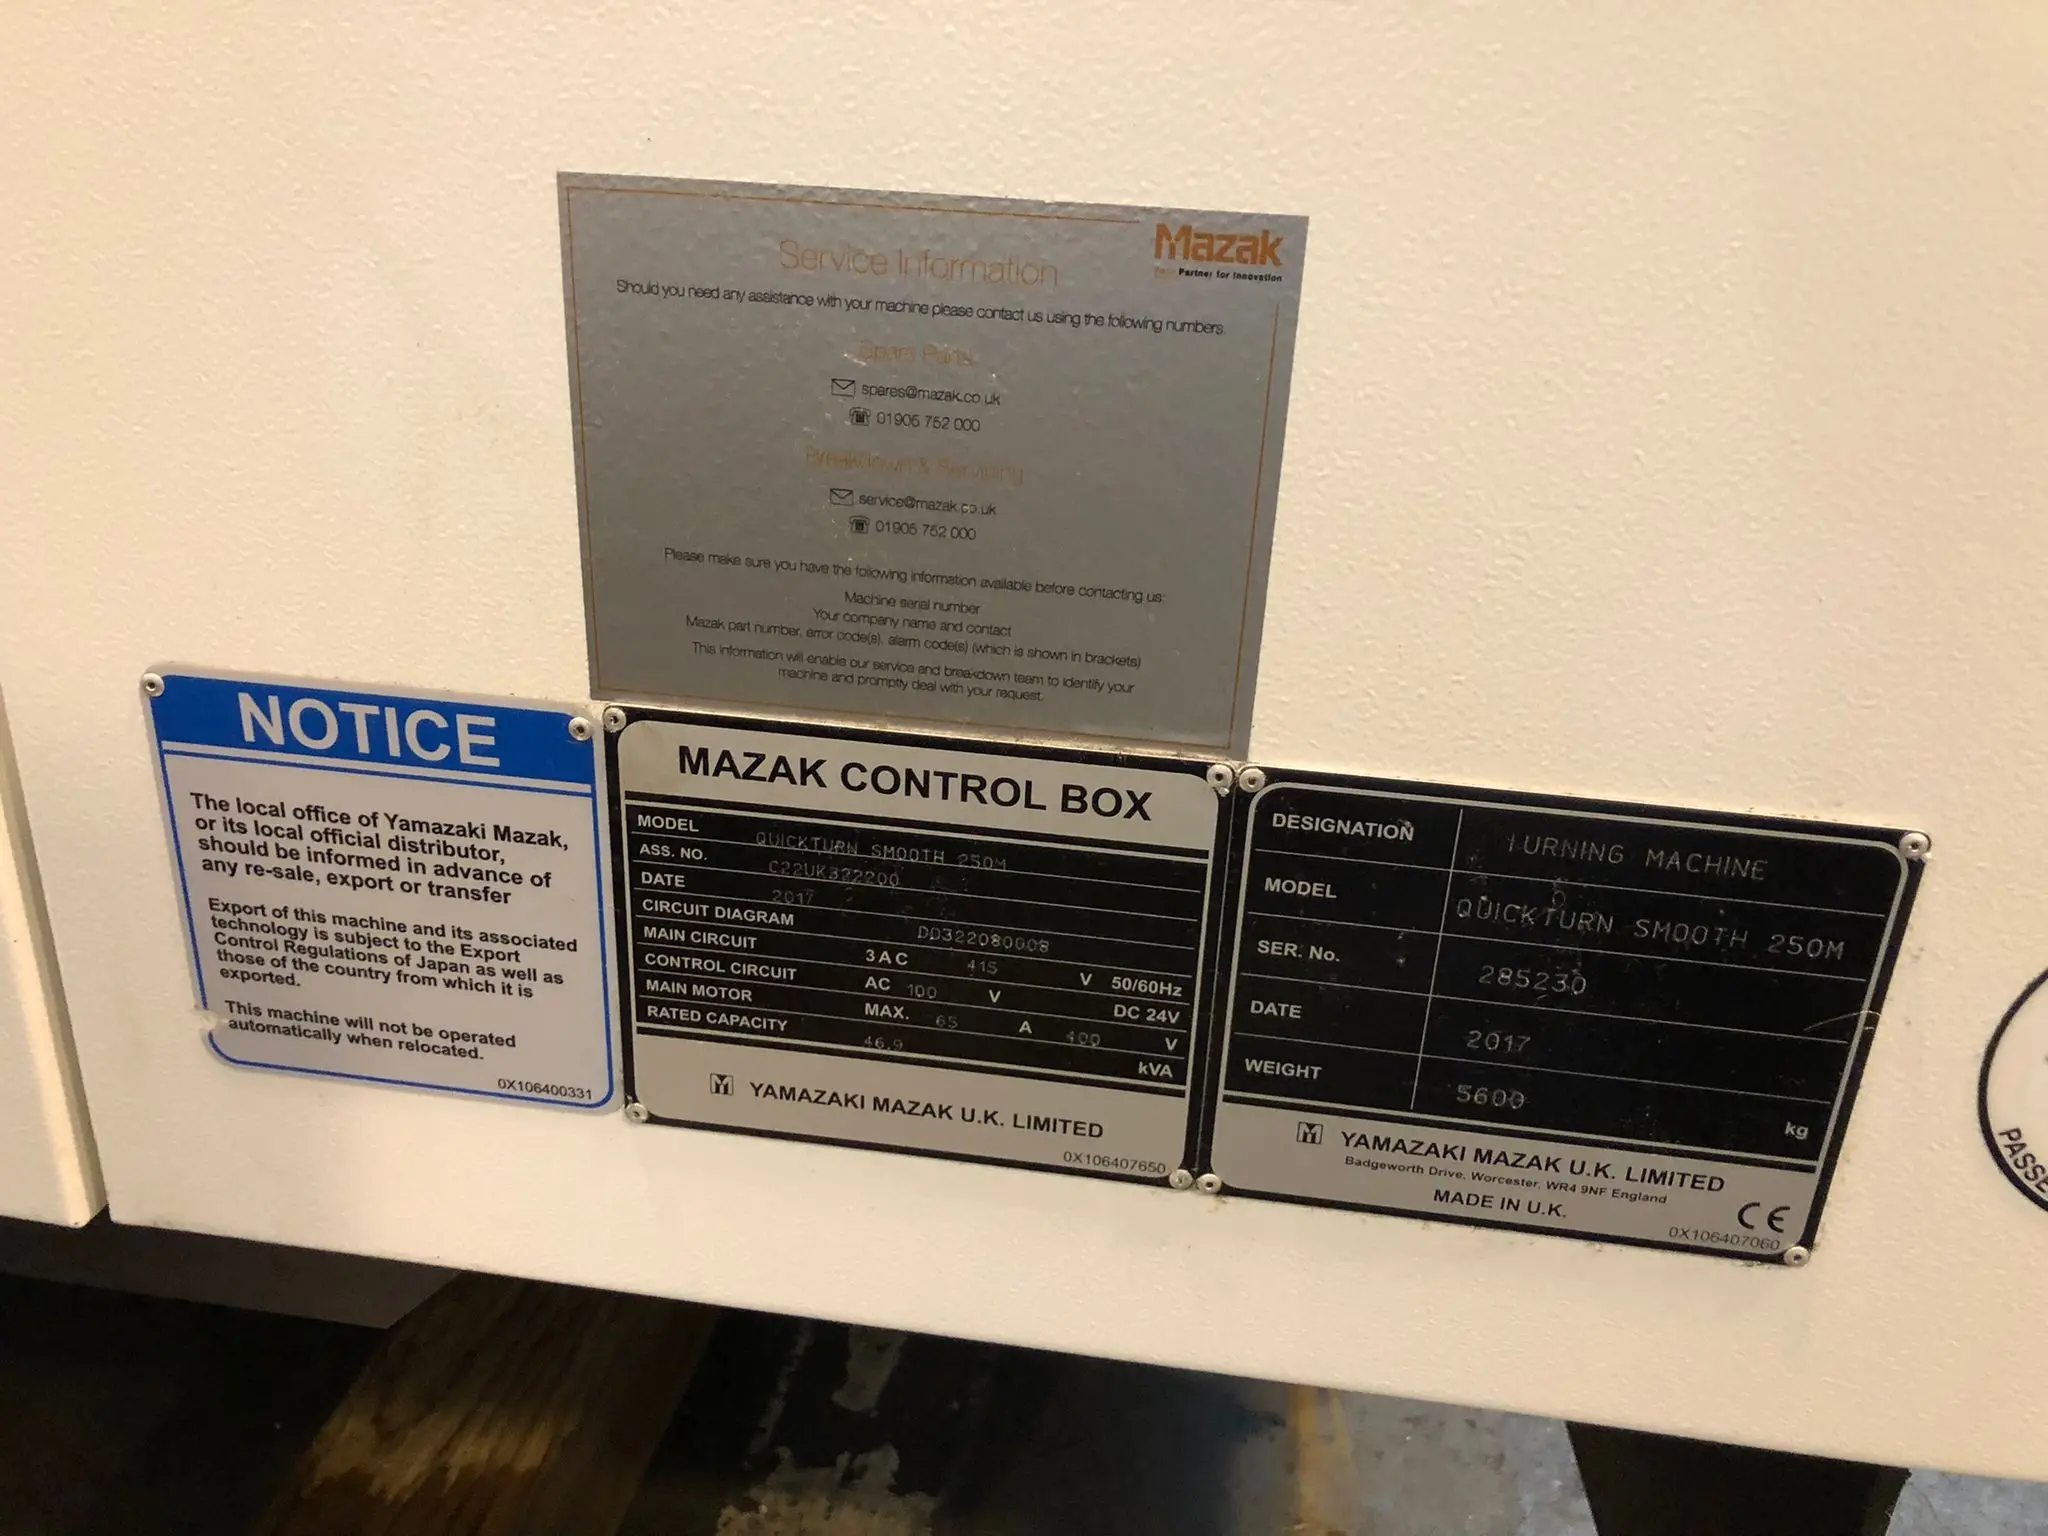 Mazak
Your Partner for Innovation
Service Information
Should you need any assistance with your machine please contact us using the following numbers.
Spare Parts
spares@mazak.co.uk
01905 752 000
Breakdown & Servicing
service@mazak.co.uk
01905 752 000
Please make sure you have the following information available before contacting us:
Machine serial number
Your company name and contact
Mazak part number, error code(s), alarm code(s) (which is shown in brackets)
This information will enable our service and breakdown team to identify your
machine and promptly deal with your request.
NOTICE
The local office of Yamazaki Mazak,
or its local official distributor,
should be informed in advance of
any re-sale, export or transfer
Export of this machine and its associated
technology is subject to the Export
Control Regulations of Japan as well as
those of the country from which it is
exported.
This machine will not be operated
automatically when relocated.
0X106400331
MAZAK CONTROL BOX
MODEL QUICKTURN SMOOTH 250M
ASS. NO. C22UK322200
DATE 2017
CIRCUIT DIAGRAM D0322080008
MAIN CIRCUIT 3 A C 415 V 50/60Hz
CONTROL CIRCUIT AC 100 V DC 24V
MAIN MOTOR MAX. 65 A 400 V
RATED CAPACITY 46.9 kVA
YAMAZAKI MAZAK U.K. LIMITED
0X106407650
DESIGNATION TURNING MACHINE
MODEL QUICKTURN SMOOTH 250M
SER. No. 285230
DATE 2017
WEIGHT 5600 kg
YAMAZAKI MAZAK U.K. LIMITED
Badgeworth Drive, Worcester, WR4 9NF England
MADE IN U.K.
CE
0X106407060